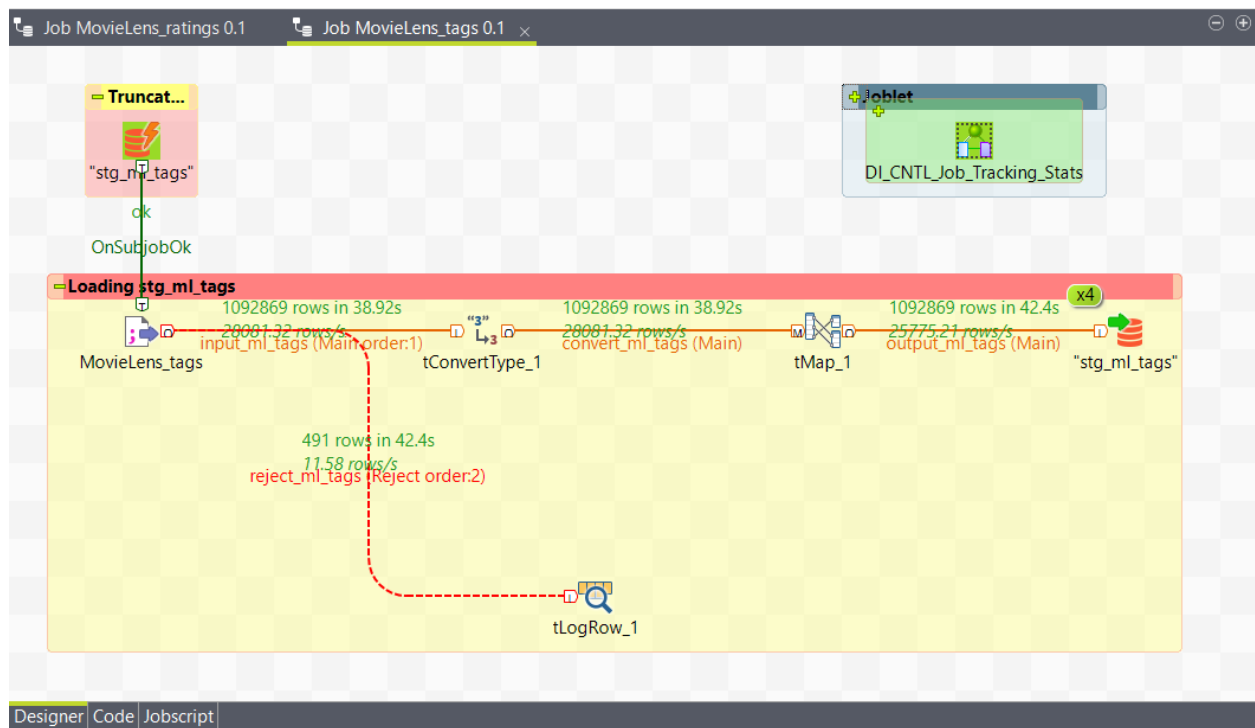 Job MovieLens_ratings 0.1
Job MovieLens_tags 0.1
Truncat...
"stg_ml_tags"
ok
OnSubjobOk
Joblet
DI_CNTL_Job_Tracking_Stats
Loading stg_ml_tags
1092869 rows in 38.92s
28081.32 rows/s
input_ml_tags (Main order:1)
1092869 rows in 38.92s
28081.32 rows/s
convert_ml_tags (Main)
1092869 rows in 42.4s
25775.21 rows/s
output_ml_tags (Main)
x4
MovieLens_tags
"3"
3
tConvertType_1
tMap_1
"stg_ml_tags"
491 rows in 42.4s
11.58 rows/s
reject_ml_tags (Reject order:2)
tLogRow_1
Designer
Code
Jobscript